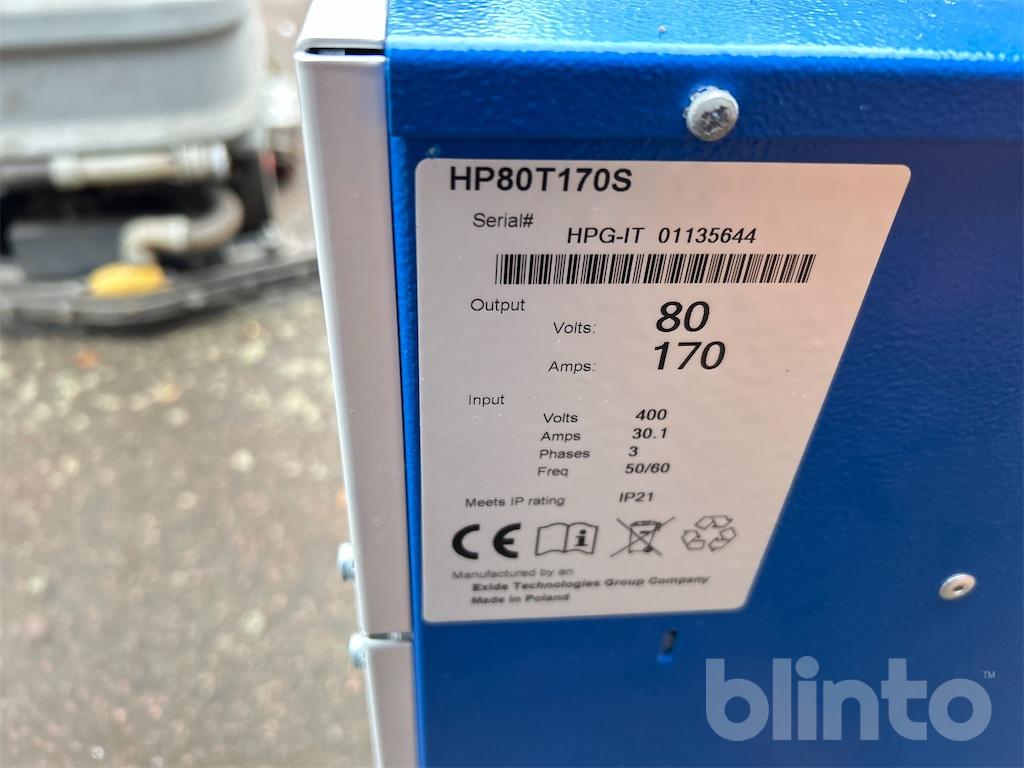 HP80T170S
Serial#
HPG-IT 01135644
Output
Volts: 80
Amps: 170
Input
Volts 400
Amps 30.1
Phases 3
Freq 50/60
Meets IP rating IP21
CE
Manufactured by an
Exide Technologies Group Company
Made in Poland
blinto™